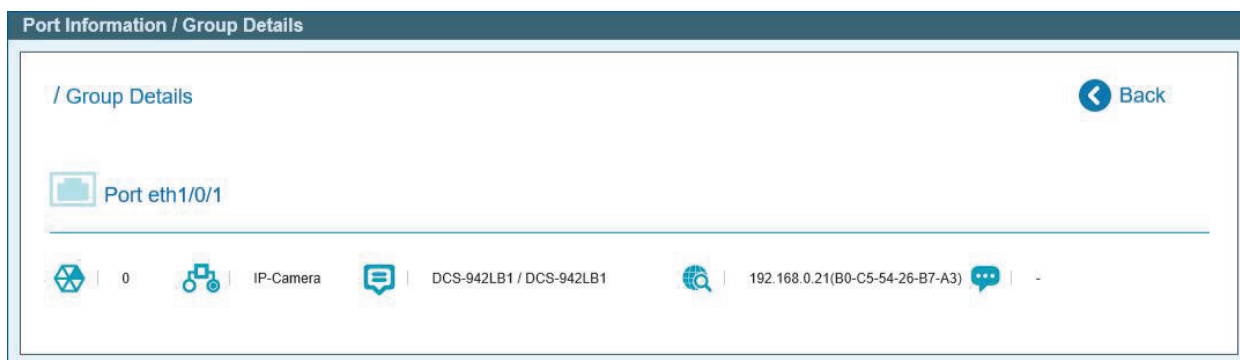 Port Information / Group Details
/ Group Details
Back
Port eth1/0/1
0 IP-Camera DCS-942LB1 / DCS-942LB1 192.168.0.21(B0-C5-54-26-B7-A3) -